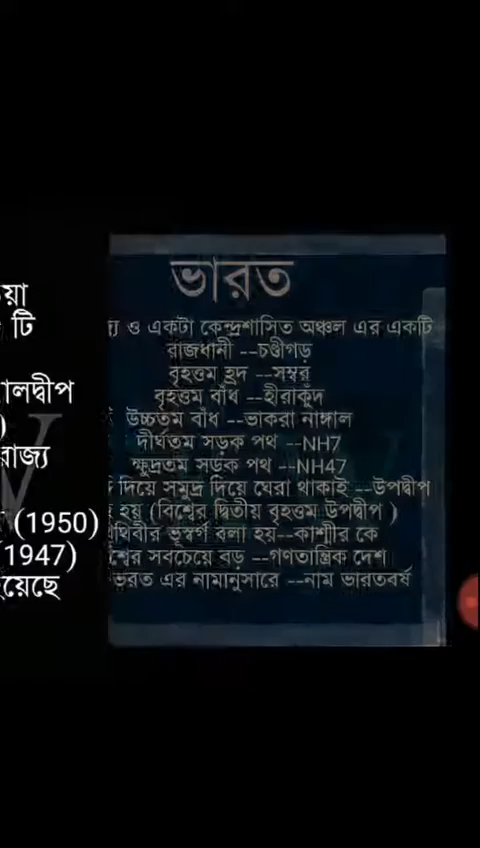 ভারত
ও একটা কেন্দ্রশাসিত অঞ্চল এর একটি
রাজধানী --চণ্ডীগড়
বৃহত্তম হ্রদ --সম্বর
বৃহত্তম বাঁধ --হীরাকুঁদ
উচ্চতম বাঁধ --ভাকরা নাঙ্গাল
দীর্ঘতম সড়ক পথ --NH7
ক্ষুদ্রতম সড়ক পথ --NH47
দিয়ে সমুদ্র দিয়ে ঘেরা থাকাই --উপদ্বীপ
হয় (বিশ্বের দ্বিতীয় বৃহত্তম উপদ্বীপ )
ভূস্বর্গ বলা হয়--কাশ্মীর কে
সবচেয়ে বড় --গণতান্ত্রিক দেশ
ভরত এর নামানুসারে --নাম ভারতবর্ষ
টি
রাজ্য
(1950)
1947)